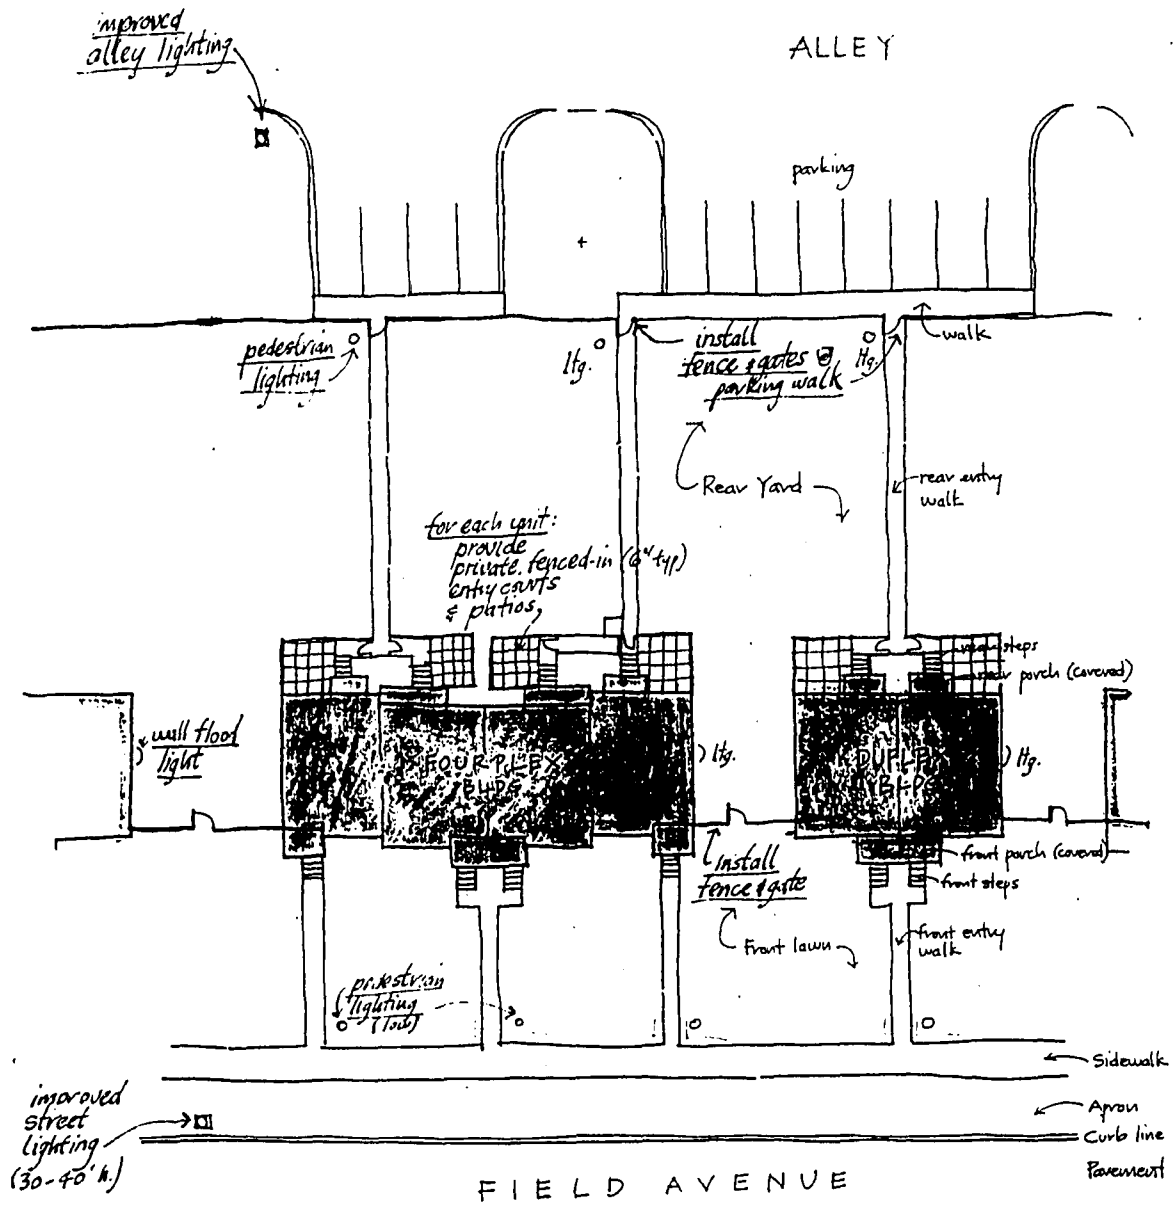 improved
alley lighting
ALLEY
parking
pedestrian
lighting
ltg.
install
fence & gates @
parking walk
ltg.
walk
Rear Yard
rear entry
walk
for each unit:
provide
private, fenced-in (6' typ)
entry courts
& patios,
rear steps
rear porch (covered)
wall flood
light
FOURPLEX
BLDG
ltg.
DUPLEX
BLDG
ltg.
front porch (covered)
Install
fence & gate
front steps
Front lawn
front entry
walk
pedestrian
lighting
(low)
Sidewalk
improved
street
lighting
(30-40' h.)
Apron
Curb line
Pavement
FIELD AVENUE